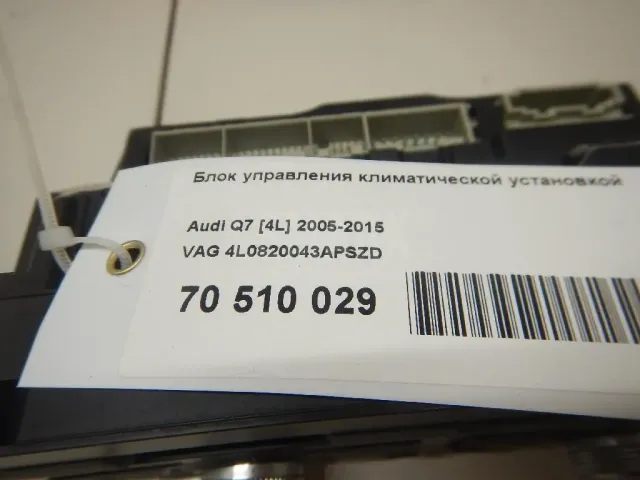 Блок управления климатической установкой
Audi Q7 [4L] 2005-2015
VAG 4L0820043APSZD
70 510 029